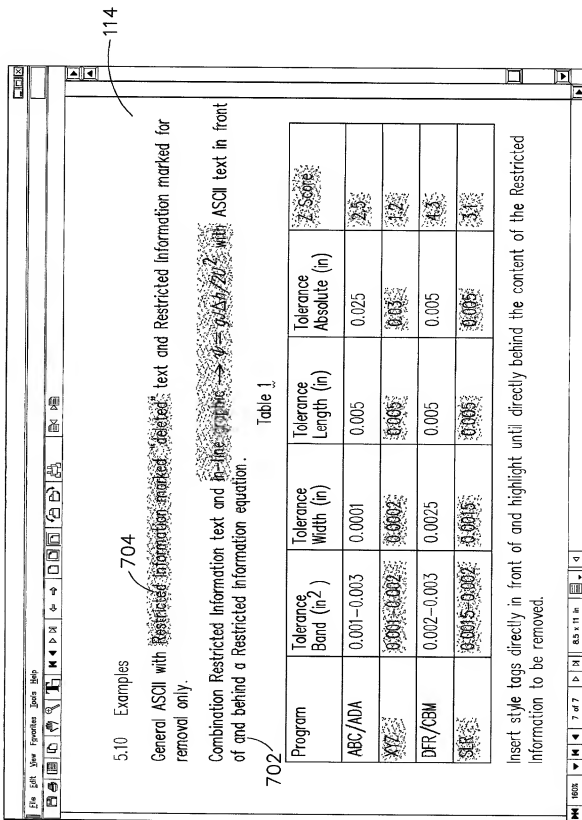 114
File Edit View Favorites Tools Help
5.10 Examples
704
General ASCII with Restricted Information marked "deleted" text and Restricted Information marked for
removal only.
Combination Restricted Information text and in-line graphic → ψ = g/Δh/2U² with ASCII text in front
of and behind a Restricted Information equation.
702
Table 1
Program Tolerance Band (in²) Tolerance Width (in) Tolerance Length (in) Tolerance Absolute (in) Z Score
ABC/ADA 0.001-0.003 0.0001 0.005 0.025 2.5
XYZ 0.001-0.002 0.0002 0.005 0.03 1.2
DFR/CBM 0.002-0.003 0.0025 0.005 0.005 4.3
SLR 0.0015-0.002 0.0015 0.005 0.005 3.1
Insert style tags directly in front of and highlight until directly behind the content of the Restricted
Information to be removed.
160% 7 of 7 8.5 x 11 in